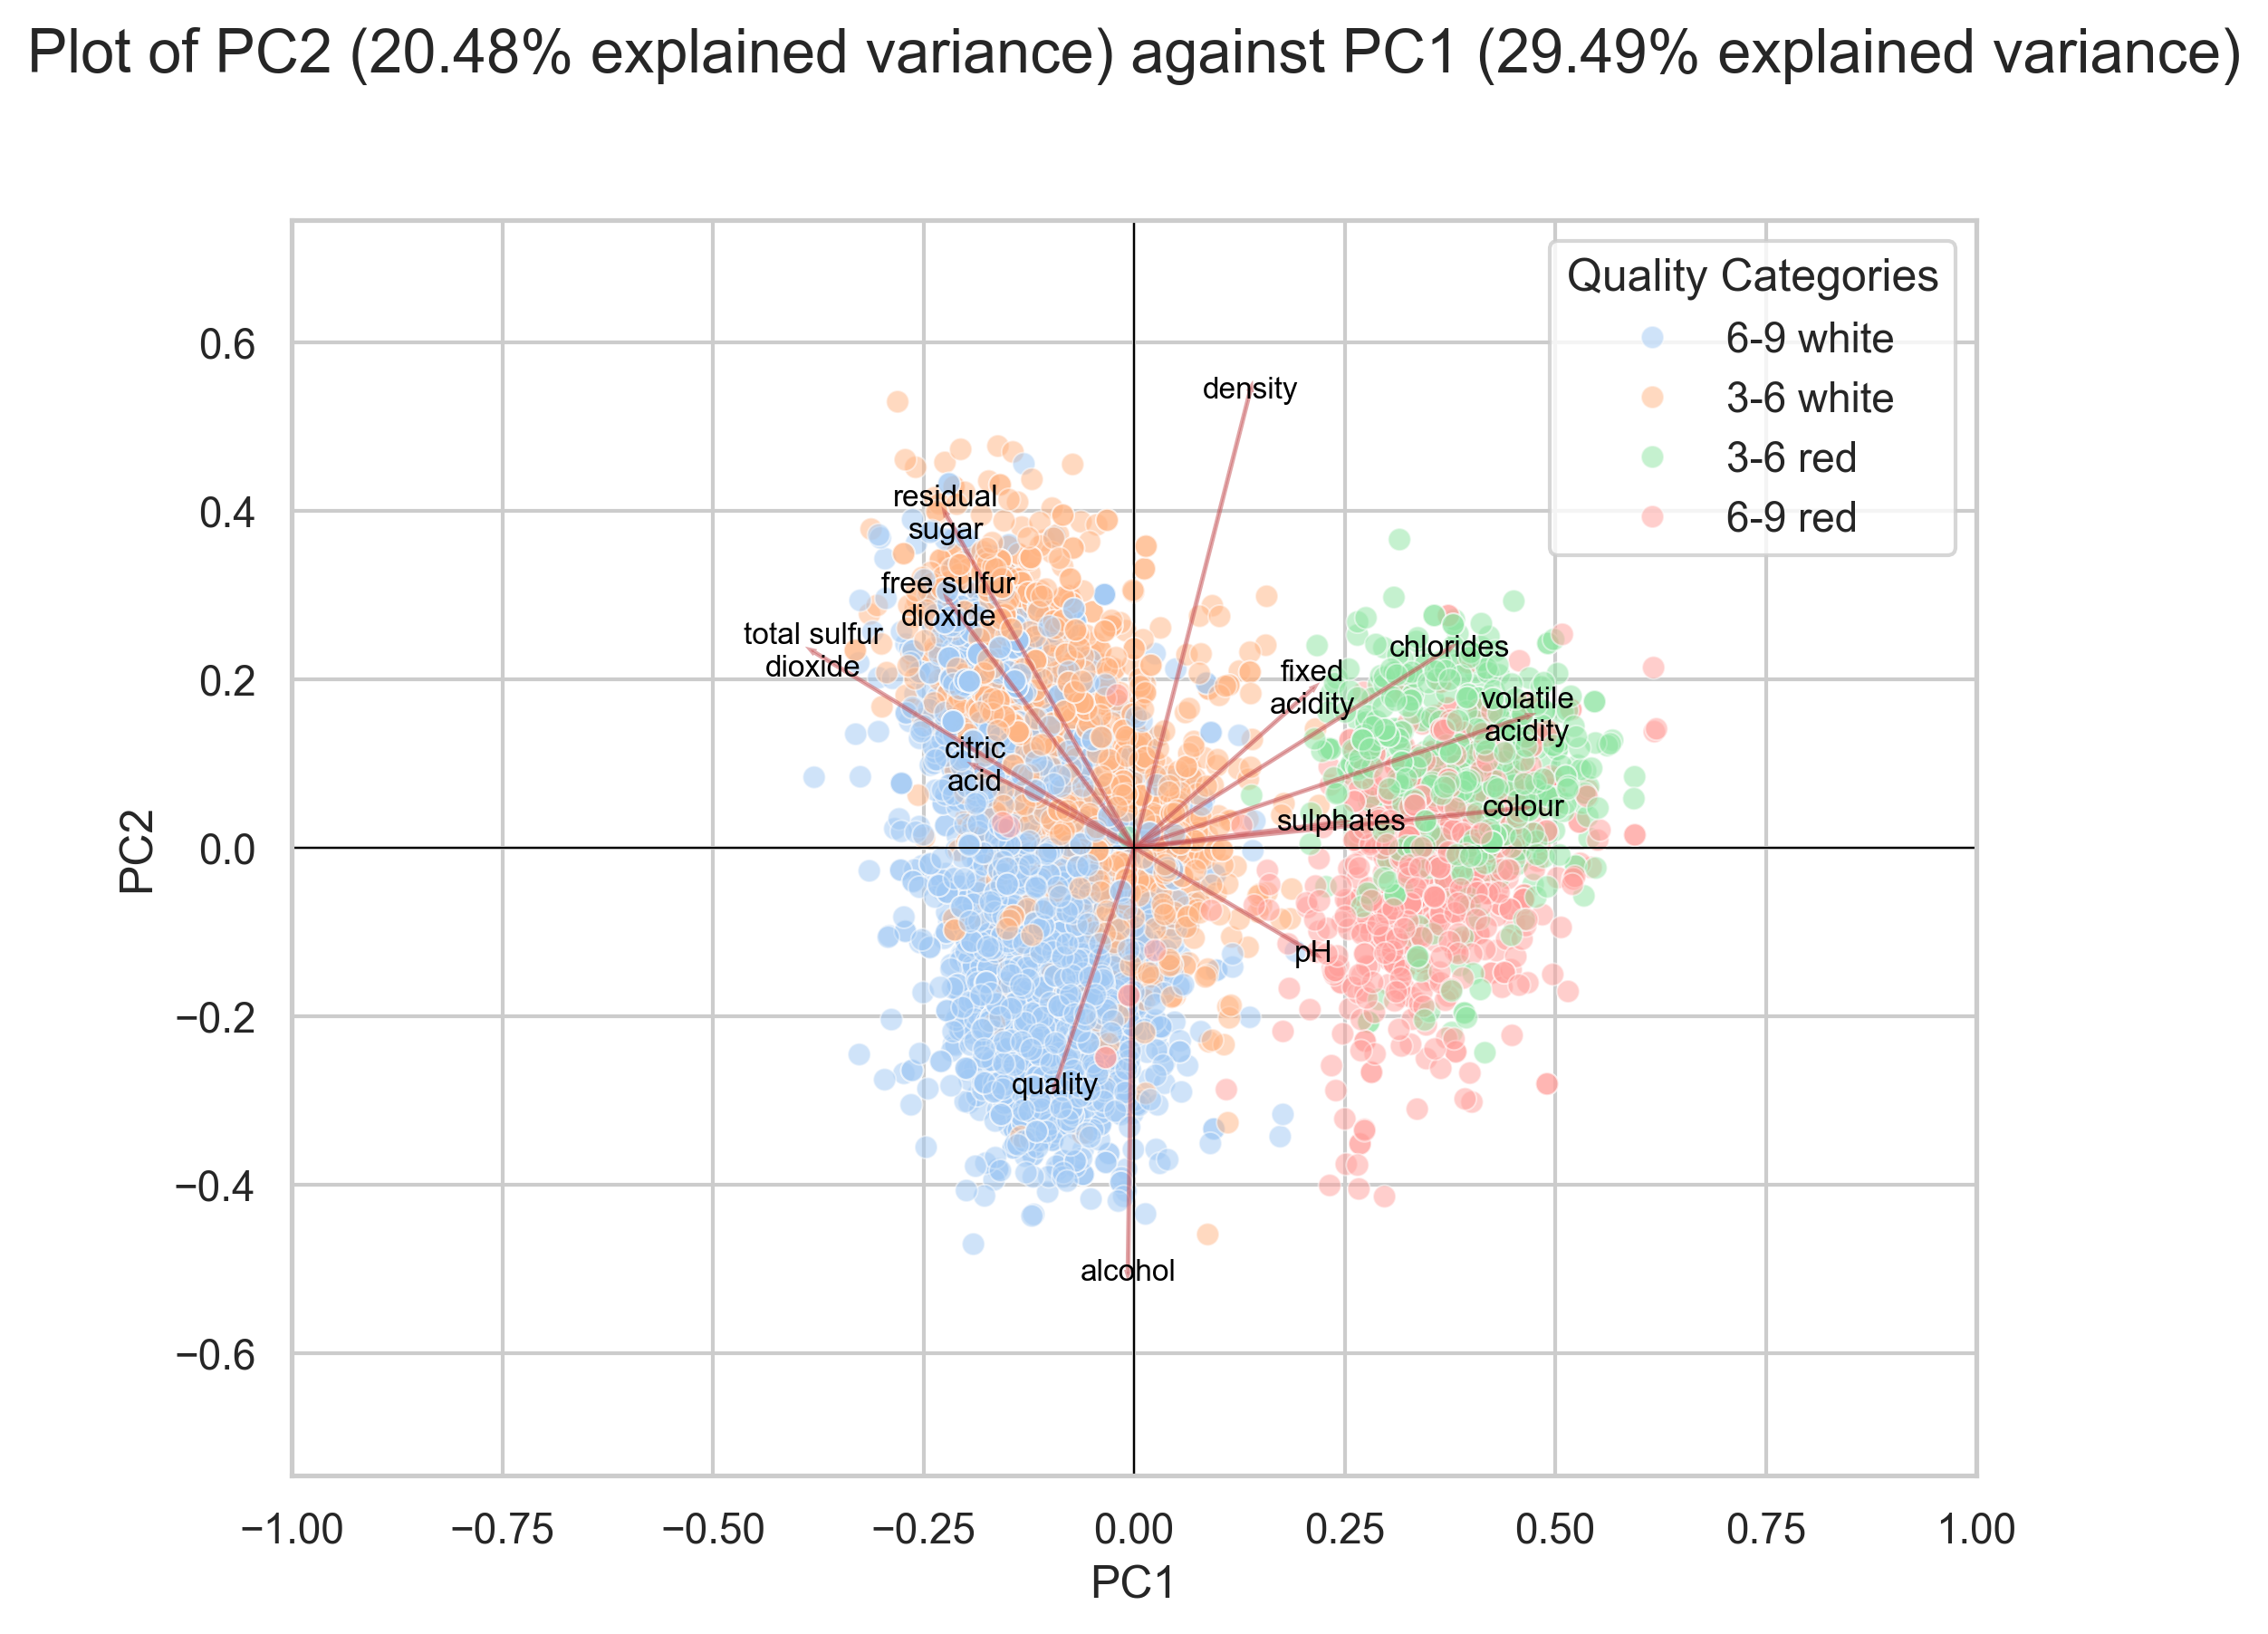 Plot of PC2 (20.48% explained variance) against PC1 (29.49% explained variance)
Quality Categories
6-9 white
3-6 white
3-6 red
6-9 red
0.6
0.4
0.2
0.0
−0.2
−0.4
−0.6
PC2
density
residual
sugar
free sulfur
dioxide
total sulfur
dioxide
chlorides
fixed
acidity
volatile
acidity
citric
acid
colour
sulphates
pH
quality
alcohol
−1.00
−0.75
−0.50
−0.25
0.00
0.25
0.50
0.75
1.00
PC1